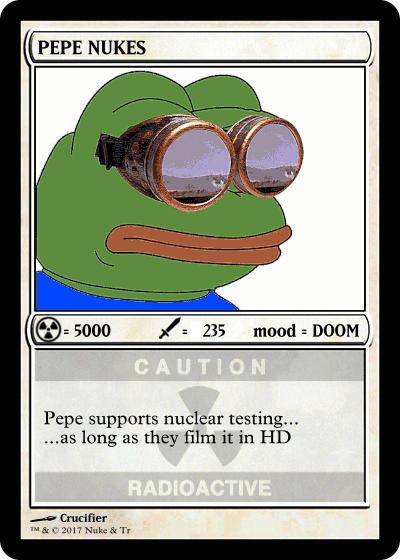 PEPE NUKES
= 5000 = 235 mood = DOOM
CAUTION
Pepe supports nuclear testing...
...as long as they film it in HD
RADIOACTIVE
Crucifier
™ & © 2017 Nuke & Tr